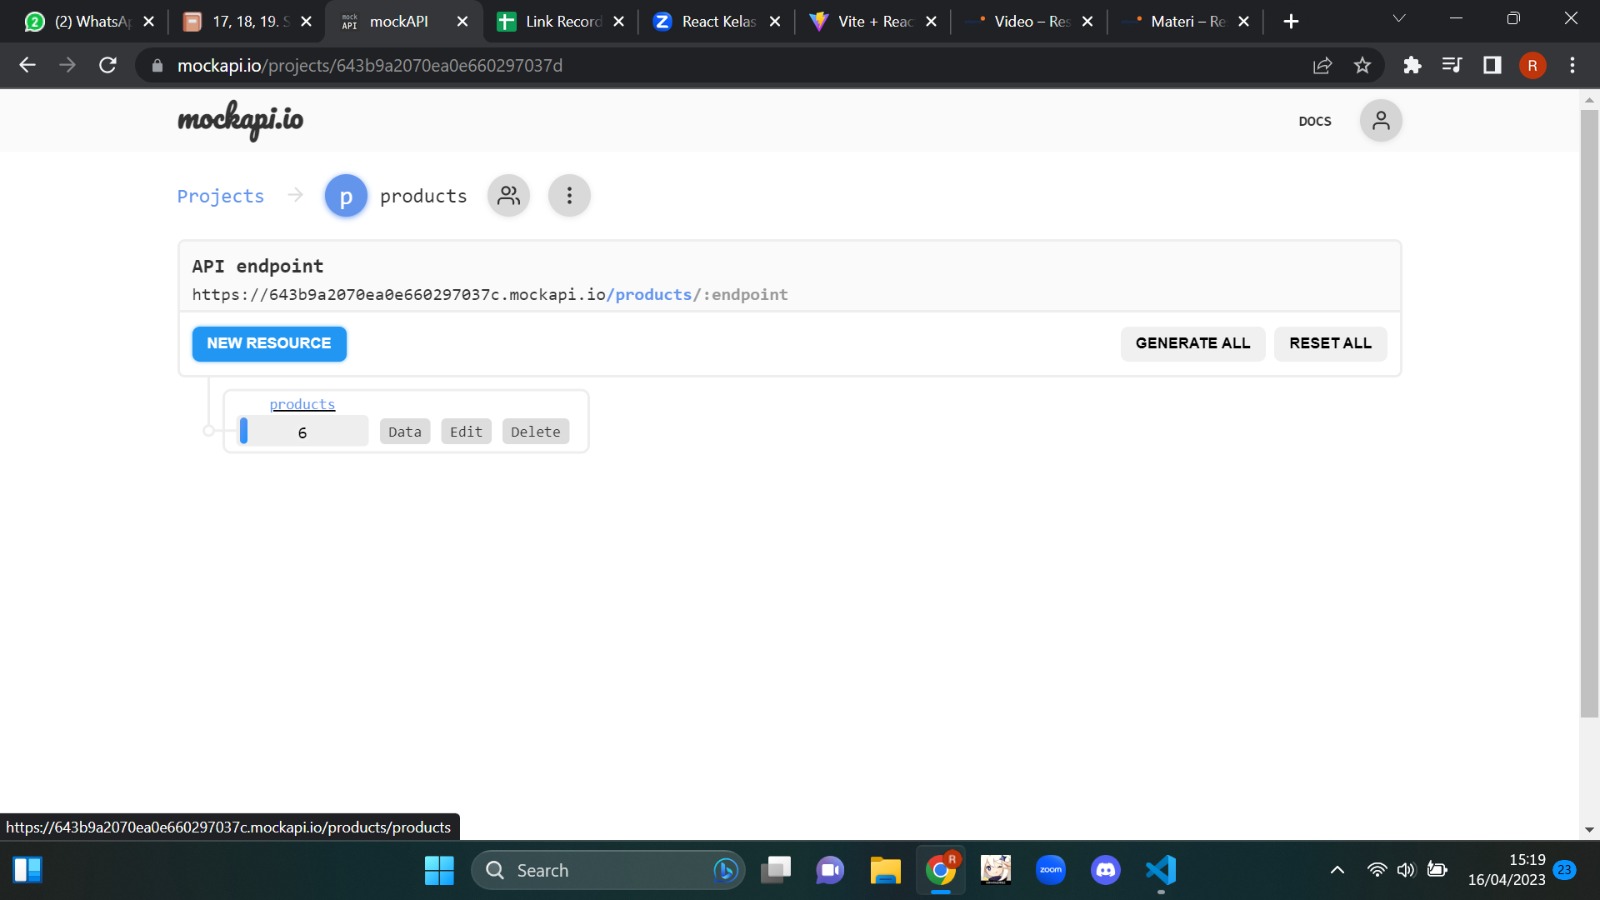 (2) WhatsAp
17, 18, 19. S
mock API
mockAPI
Link Record
React Kelas
Vite + Reac
Video – Res
Materi – Re
mockapi.io/projects/643b9a2070ea0e660297037d
R
mockapi.io
DOCS
Projects
p
products
API endpoint
https://643b9a2070ea0e660297037c.mockapi.io/products/:endpoint
NEW RESOURCE
GENERATE ALL
RESET ALL
products
6
Data
Edit
Delete
https://643b9a2070ea0e660297037c.mockapi.io/products/products
Search
R
zoom
15:19
16/04/2023
23